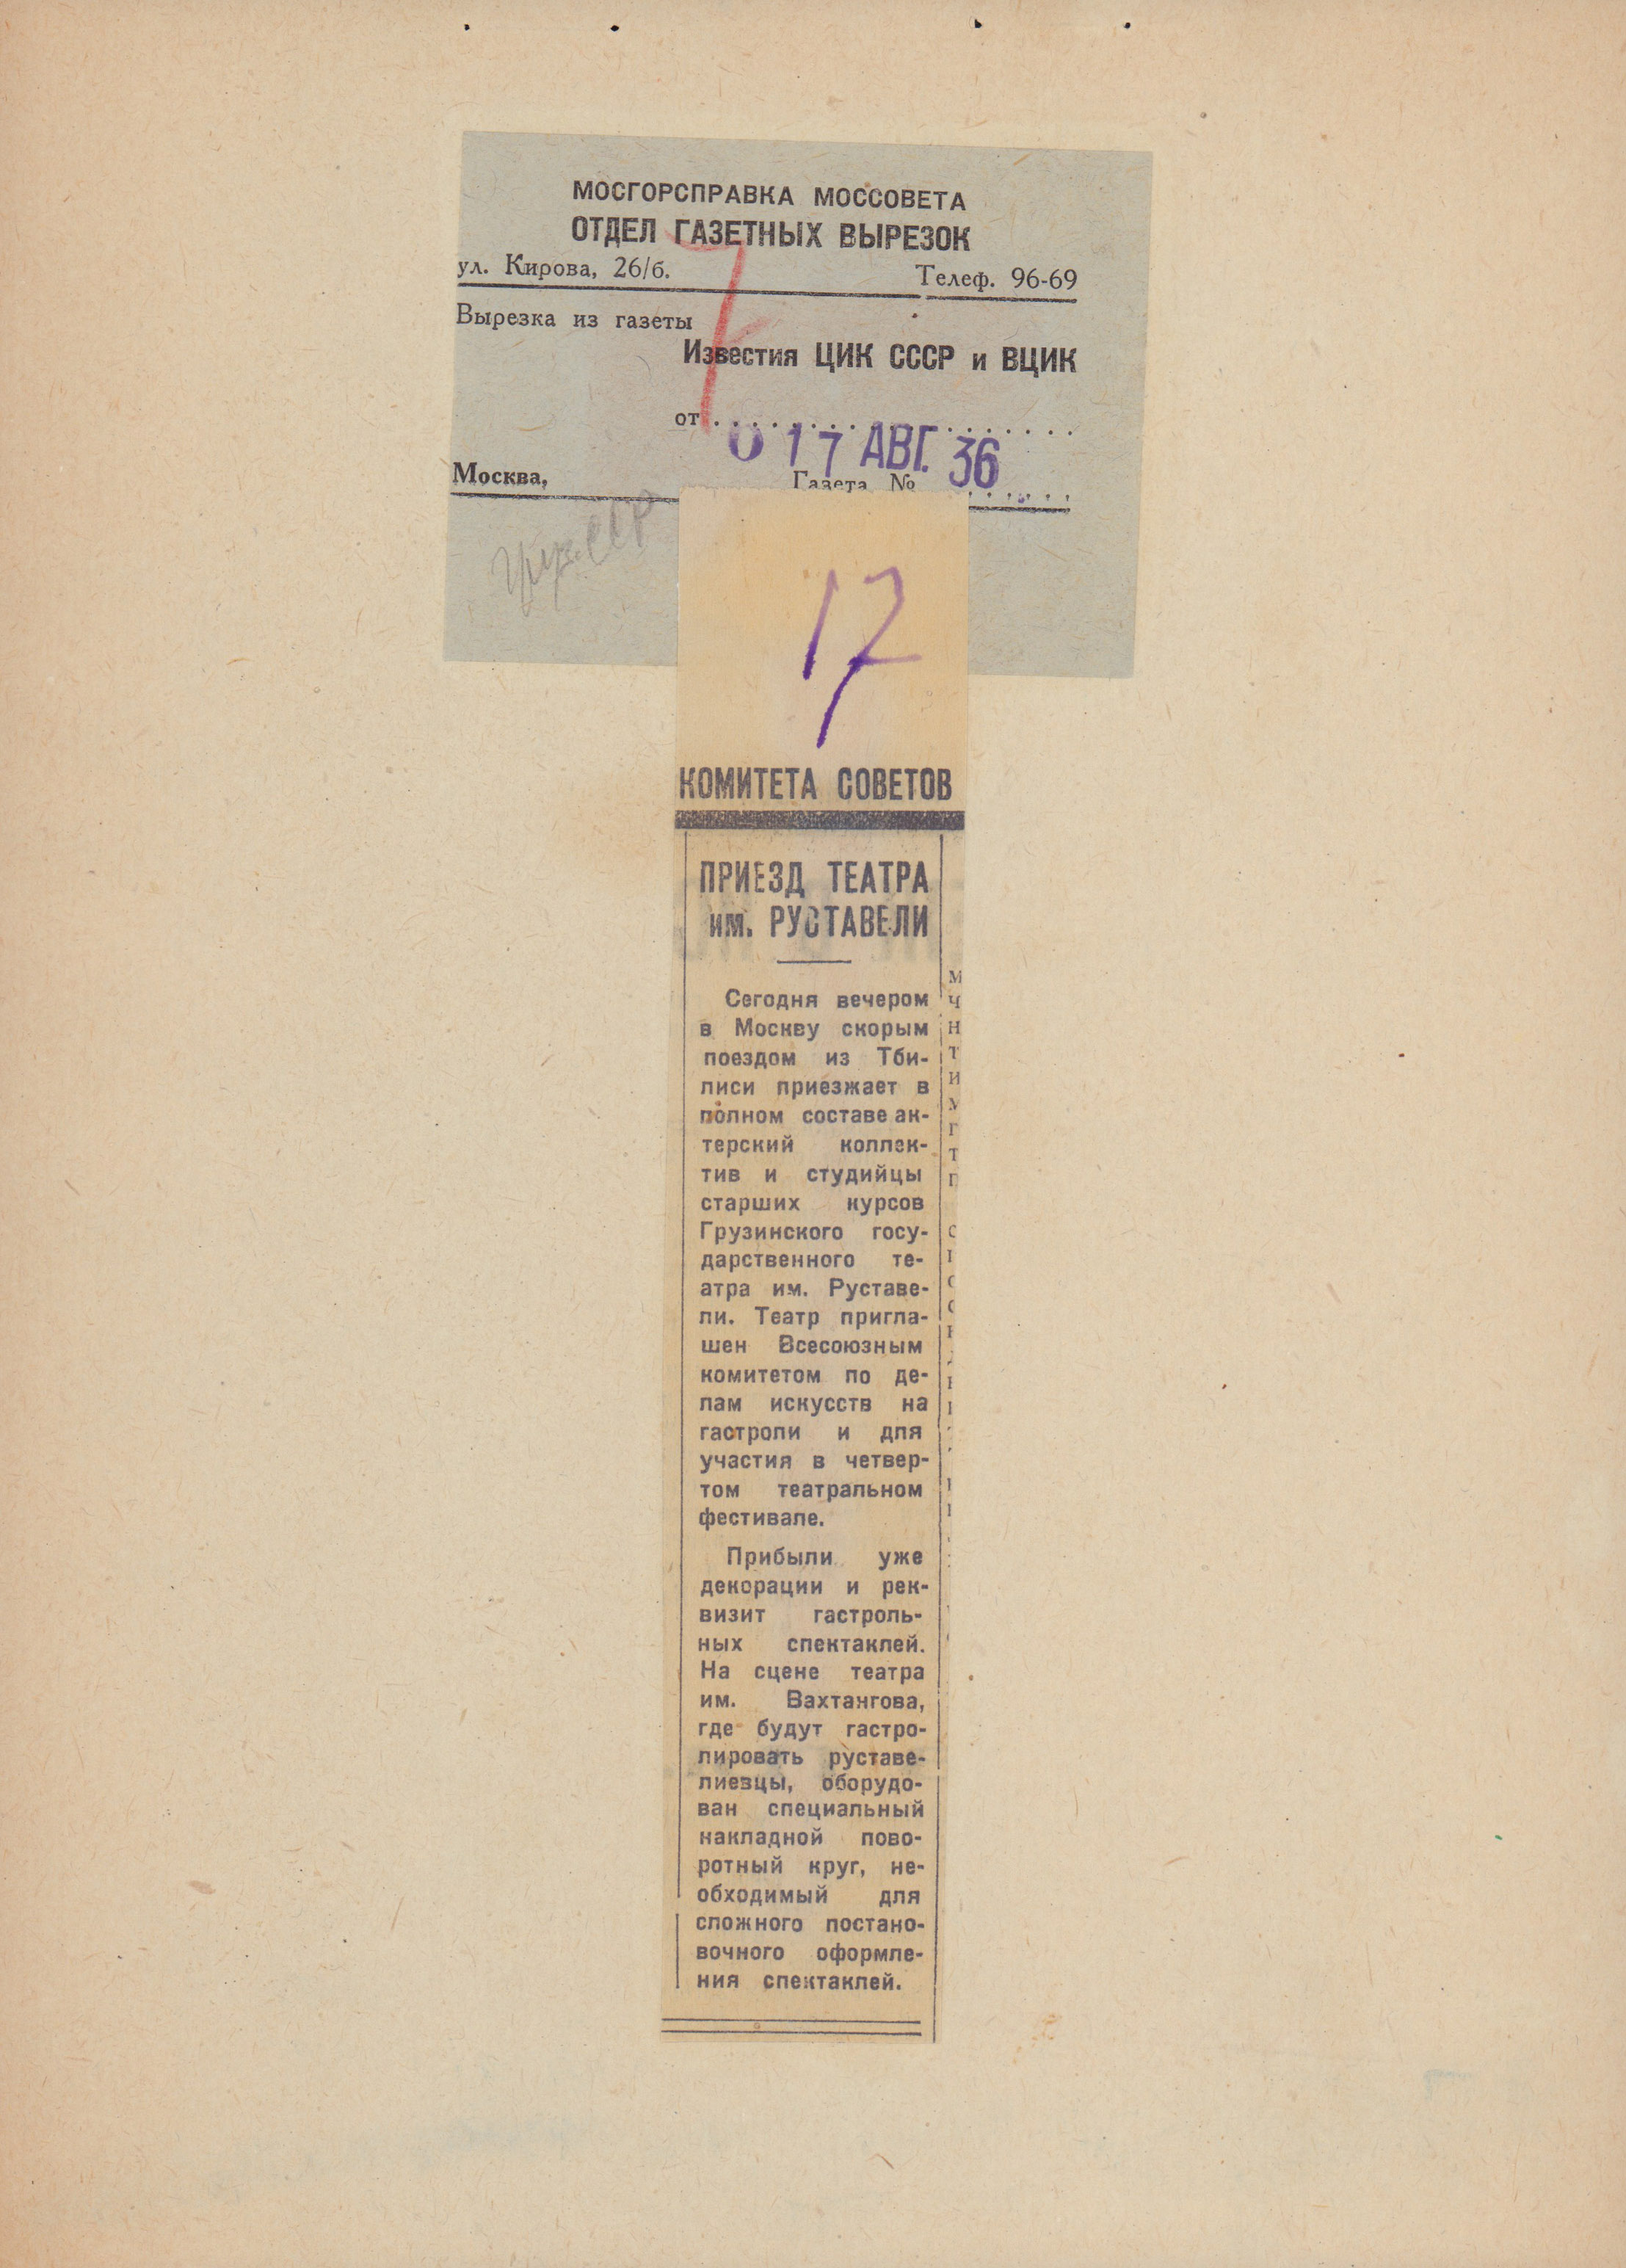 МОСГОРСПРАВКА МОССОВЕТА
ОТДЕЛ ГАЗЕТНЫХ ВЫРЕЗОК
ул. Кирова, 26/б. Телеф. 96-69
Вырезка из газеты
Известия ЦИК СССР и ВЦИК
от
17 АВГ. 36
Москва, Газета №
Груз.ССР
17
КОМИТЕТА СОВЕТОВ
ПРИЕЗД ТЕАТРА
им. РУСТАВЕЛИ
Сегодня вечером
в Москву скорым
поездом из Тби-
лиси приезжает в
полном составе ак-
терский коллек-
тив и студийцы
старших курсов
Грузинского госу-
дарственного те-
атра им. Руставе-
ли. Театр пригла-
шен Всесоюзным
комитетом по де-
лам искусств на
гастроли и для
участия в четвер-
том театральном
фестивале.
Прибыли уже
декорации и рек-
визит гастроль-
ных спектаклей.
На сцене театра
им. Вахтангова,
где будут гастро-
лировать руставе-
лиевцы, оборудо-
ван специальный
накладной пово-
ротный круг, не-
обходимый для
сложного постано-
вочного оформле-
ния спектаклей.